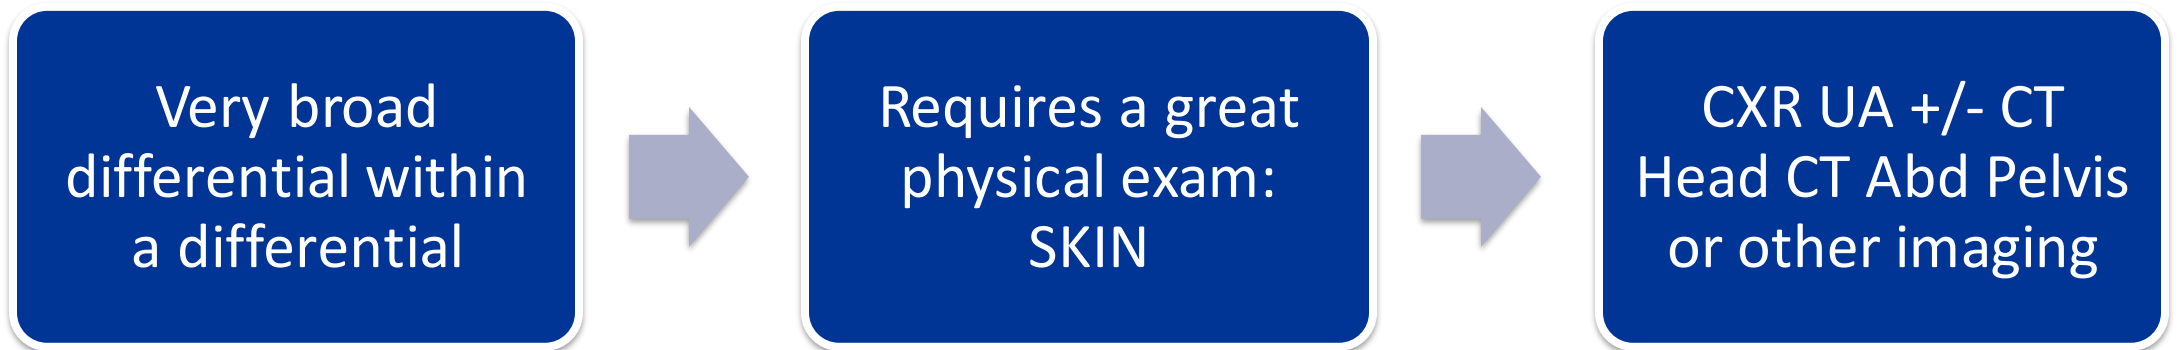 Very broad
differential within
a differential
Requires a great
physical exam:
SKIN
CXR UA +/- CT
Head CT Abd Pelvis
or other imaging